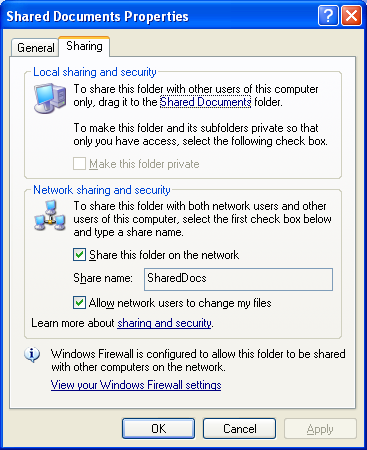 Shared Documents Properties
General
Sharing
Local sharing and security
To share this folder with other users of this computer
only, drag it to the Shared Documents folder.
To make this folder and its subfolders private so that
only you have access, select the following check box.
Make this folder private
Network sharing and security
To share this folder with both network users and other
users of this computer, select the first check box below
and type a share name.
Share this folder on the network
Share name: SharedDocs
Allow network users to change my files
Learn more about sharing and security.
Windows Firewall is configured to allow this folder to be shared
with other computers on the network.
View your Windows Firewall settings
OK Cancel Apply